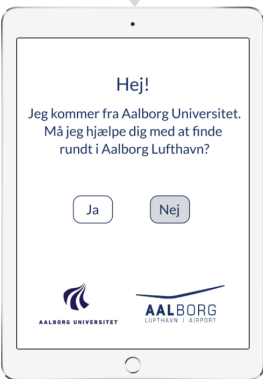 Hej!
Jeg kommer fra Aalborg Universitet.
Må jeg hjælpe dig med at finde
rundt i Aalborg Lufthavn?
Ja
Nej
AALBORG UNIVERSITET
AALBORG
LUFTHAVN | AIRPORT